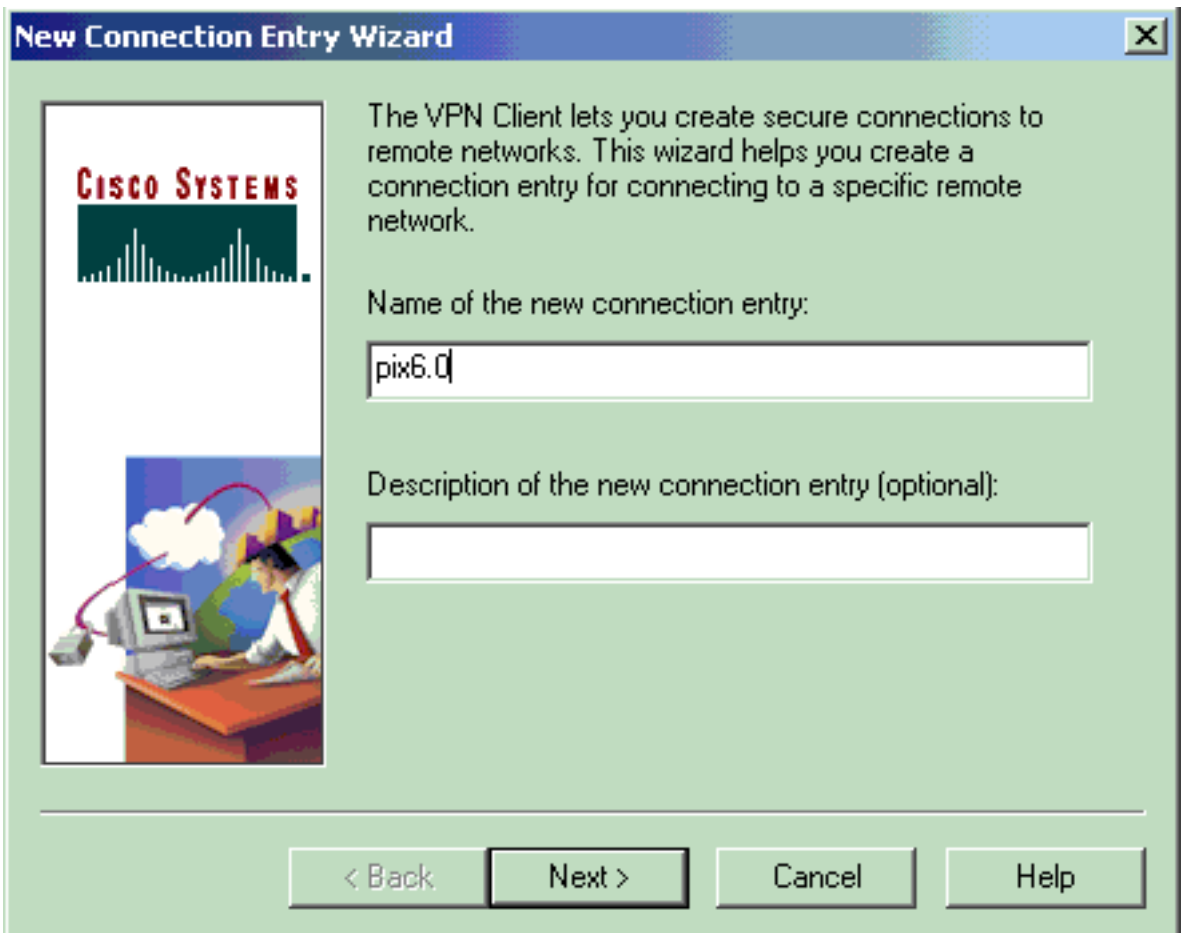 New Connection Entry Wizard
CISCO SYSTEMS
The VPN Client lets you create secure connections to
remote networks. This wizard helps you create a
connection entry for connecting to a specific remote
network.
Name of the new connection entry:
pix6.0
Description of the new connection entry (optional):
< Back
Next >
Cancel
Help